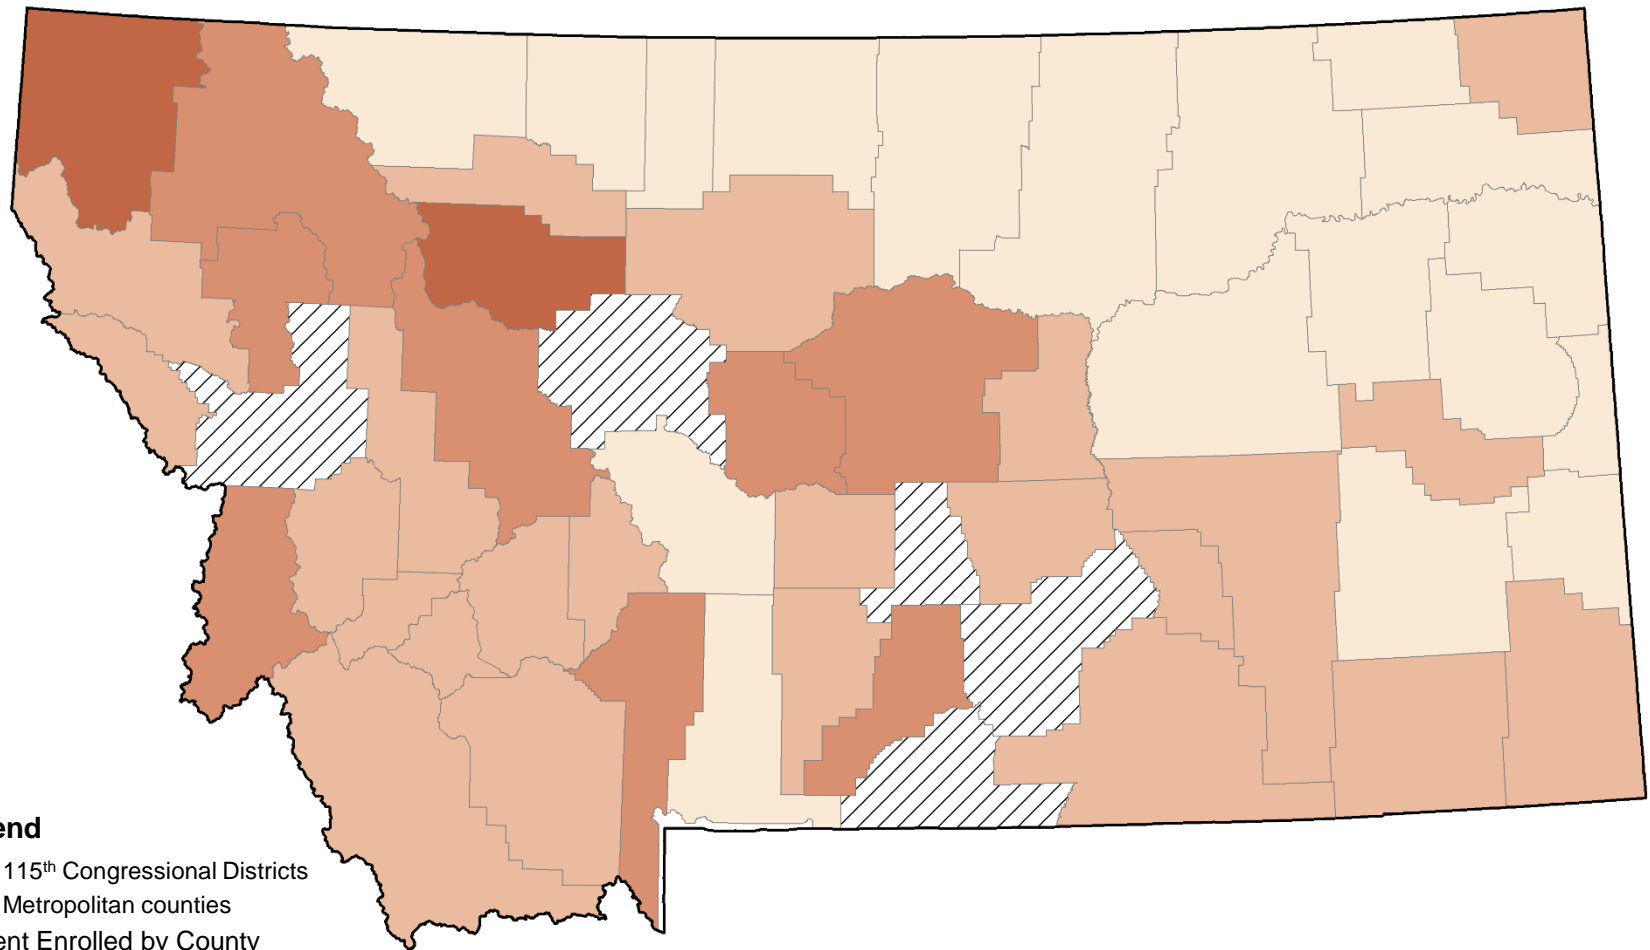 end
115th Congressional Districts
Metropolitan counties
ent Enrolled by County